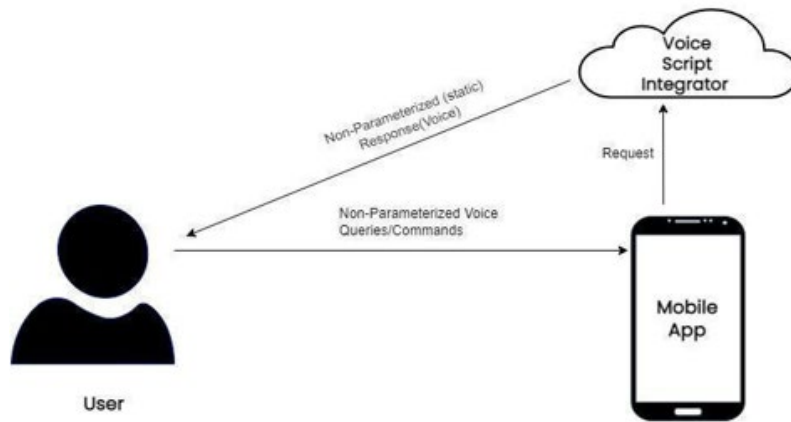 Voice
Script
Integrator
Non-Parameterized (static)
Response(Voice)
Request
Non-Parameterized Voice
Queries/Commands
Mobile
App
User